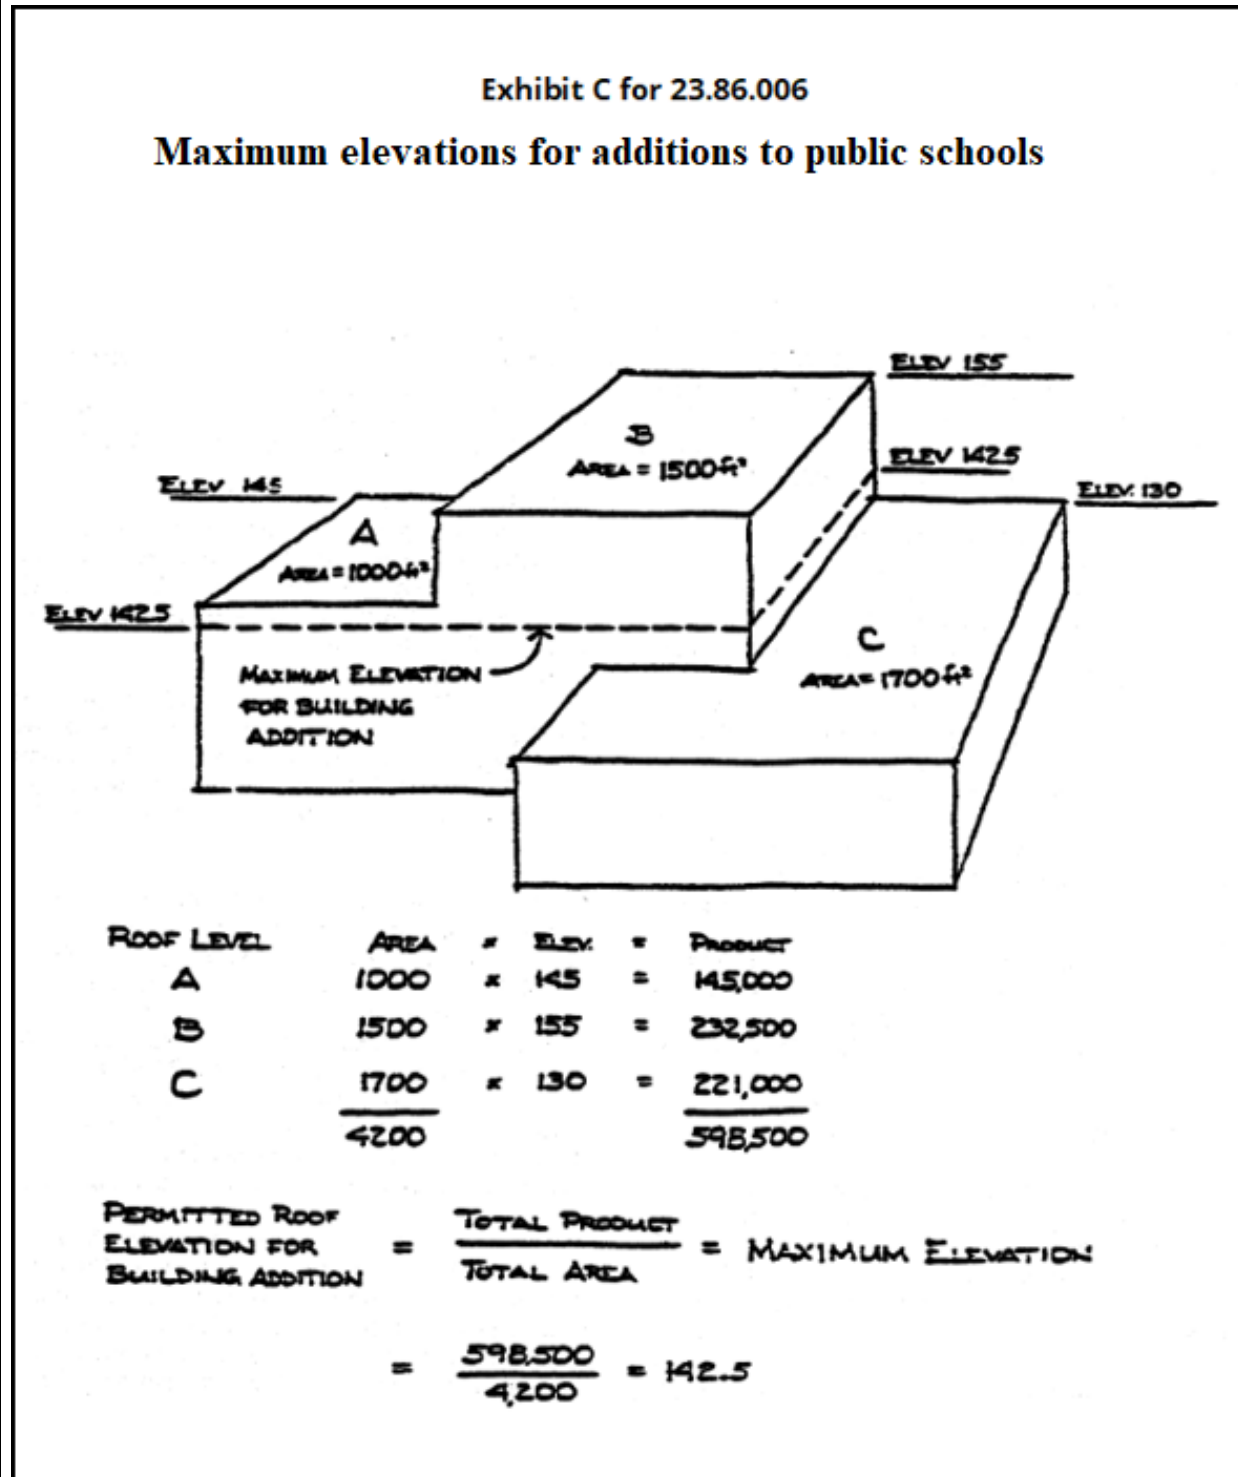 Exhibit C for 23.86.006
Maximum elevations for additions to public schools
ELEV 155
B
AREA = 1500 ft²
ELEV 142.5
ELEV 145
ELEV. 130
A
AREA = 1000 ft²
ELEV 142.5
C
AREA = 1700 ft²
MAXIMUM ELEVATION
FOR BUILDING
ADDITION
ROOF LEVEL AREA × ELEV. = PRODUCT
A 1000 × 145 = 145,000
B 1500 × 155 = 232,500
C 1700 × 130 = 221,000
4200 598,500
PERMITTED ROOF
ELEVATION FOR
BUILDING ADDITION
= TOTAL PRODUCT
TOTAL AREA
= MAXIMUM ELEVATION
= 598,500
4,200
= 142.5